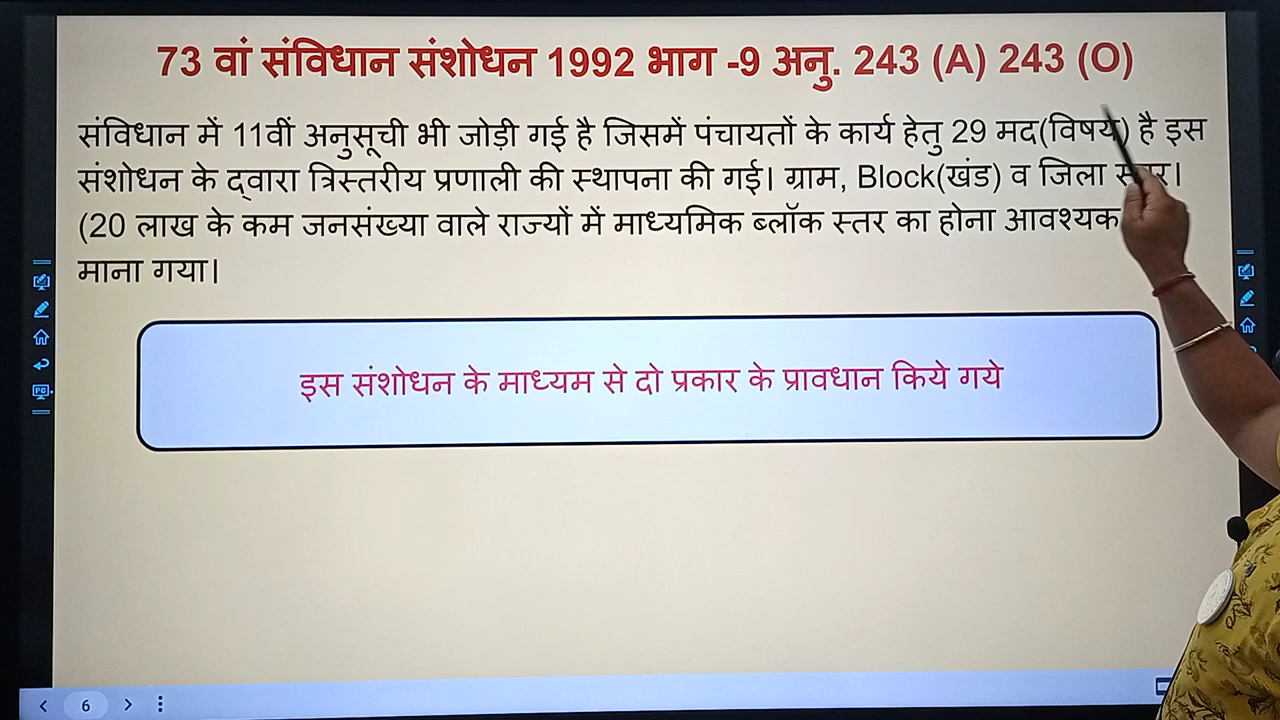 73 वां संविधान संशोधन 1992 भाग -9 अनु. 243 (A) 243 (O)
संविधान में 11वीं अनुसूची भी जोड़ी गई है जिसमें पंचायतों के कार्य हेतु 29 मद(विषय) है इस
संशोधन के द्वारा त्रिस्तरीय प्रणाली की स्थापना की गई। ग्राम, Block(खंड) व जिला स्तर।
(20 लाख के कम जनसंख्या वाले राज्यों में माध्यमिक ब्लॉक स्तर का होना आवश्यक
माना गया।
इस संशोधन के माध्यम से दो प्रकार के प्रावधान किये गये
6